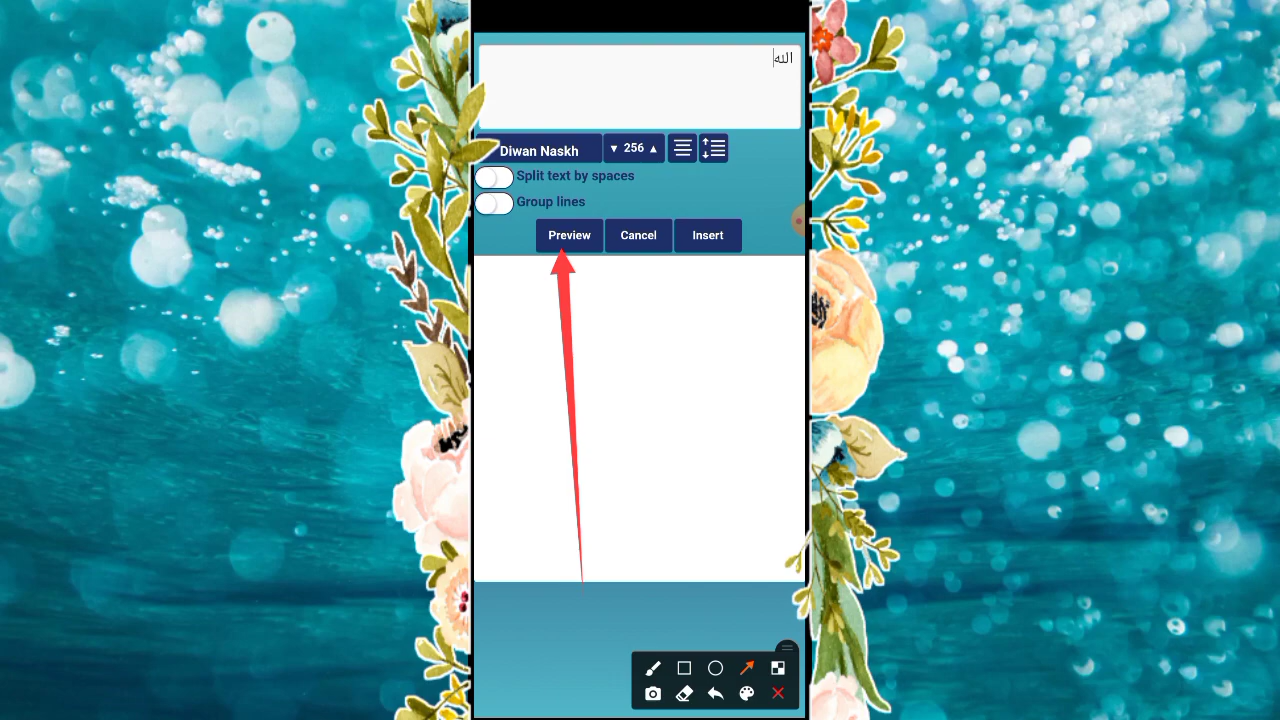 الله
Diwan Naskh ▼ 256 ▲
Split text by spaces
Group lines
Preview Cancel Insert